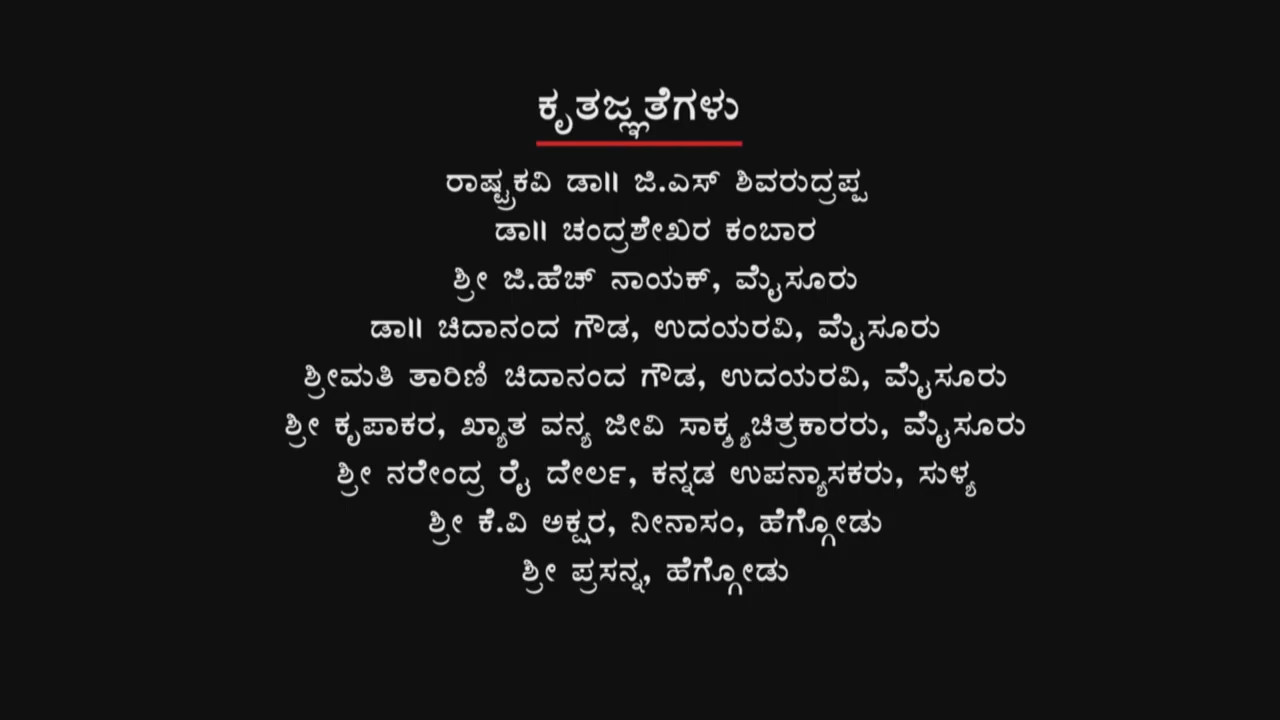 ಕೃತಜ್ಞತೆಗಳು
ರಾಷ್ಟ್ರಕವಿ ಡಾ॥ ಜಿ.ಎಸ್ ಶಿವರುದ್ರಪ್ಪ
ಡಾ॥ ಚಂದ್ರಶೇಖರ ಕಂಬಾರ
ಶ್ರೀ ಜಿ.ಹೆಚ್ ನಾಯಕ್, ಮೈಸೂರು
ಡಾ॥ ಚಿದಾನಂದ ಗೌಡ, ಉದಯರವಿ, ಮೈಸೂರು
ಶ್ರೀಮತಿ ತಾರಿಣಿ ಚಿದಾನಂದ ಗೌಡ, ಉದಯರವಿ, ಮೈಸೂರು
ಶ್ರೀ ಕೃಪಾಕರ, ಖ್ಯಾತ ವನ್ಯ ಜೀವಿ ಸಾಕ್ಶ್ಯಚಿತ್ರಕಾರರು, ಮೈಸೂರು
ಶ್ರೀ ನರೇಂದ್ರ ರೈ ದೇರ್ಲ, ಕನ್ನಡ ಉಪನ್ಯಾಸಕರು, ಸುಳ್ಯ
ಶ್ರೀ ಕೆ.ವಿ ಅಕ್ಷರ, ನೀನಾಸಂ, ಹೆಗ್ಗೋಡು
ಶ್ರೀ ಪ್ರಸನ್ನ, ಹೆಗ್ಗೋಡು